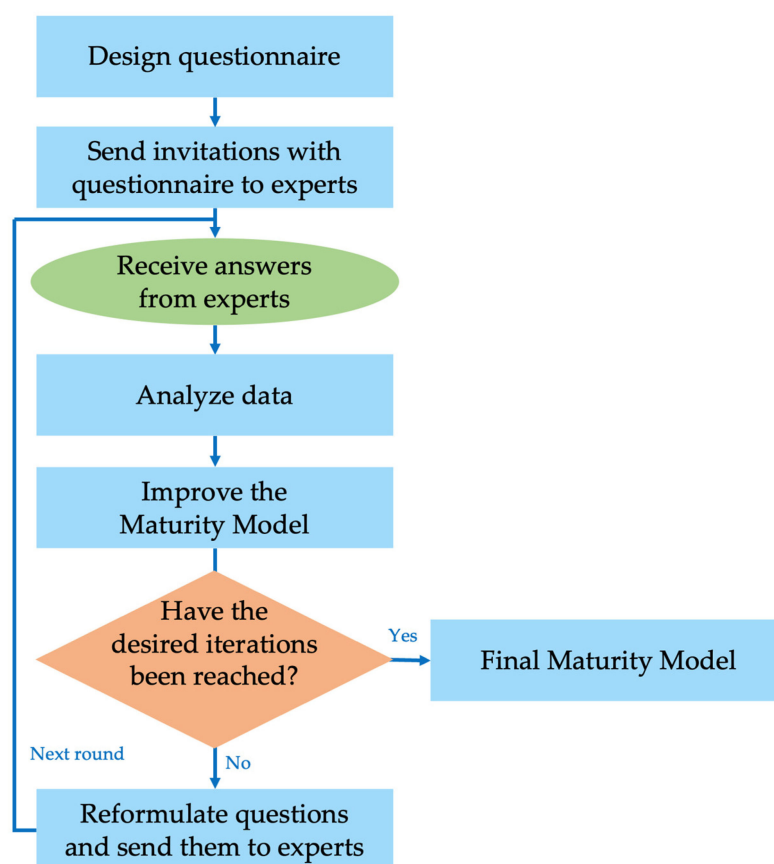 Design questionnaire
Send invitations with
questionnaire to experts
Receive answers
from experts
Analyze data
Improve the
Maturity Model
Have the
desired iterations
been reached?
Yes
Final Maturity Model
Next round
No
Reformulate questions
and send them to experts